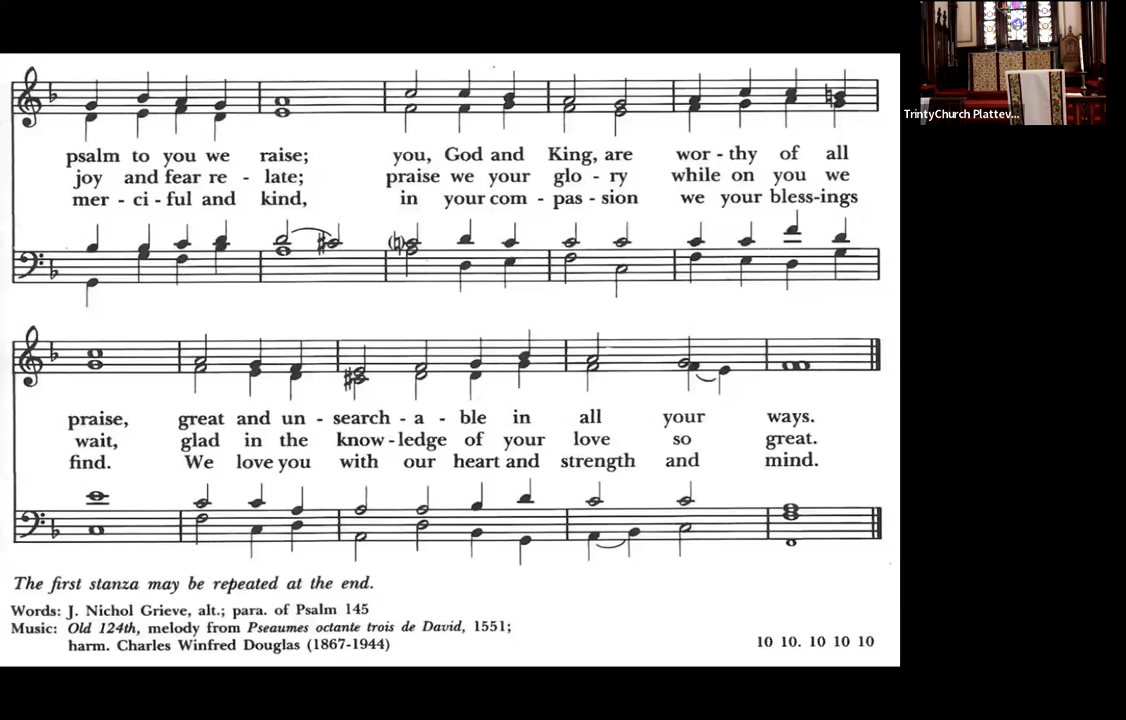 psalm to you we raise; you, God and King, are wor - thy of all
joy and fear re - late; praise we your glo - ry while on you we
mer - ci - ful and kind, in your com - pas - sion we your bless-ings
praise, great and un - search - a - ble in all your ways.
wait, glad in the know - ledge of your love so great.
find. We love you with our heart and strength and mind.
The first stanza may be repeated at the end.
Words: J. Nichol Grieve, alt.; para. of Psalm 145
Music: Old 124th, melody from Pseaumes octante trois de David, 1551;
harm. Charles Winfred Douglas (1867-1944)
10 10. 10 10 10
TrintyChurch Plattev...